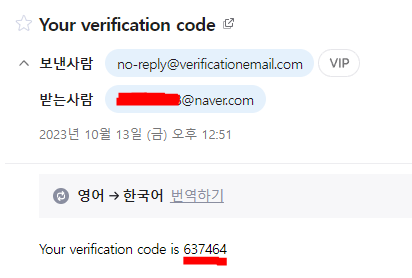 Your verification code
보낸사람 no-reply@verificationemail.com VIP
받는사람 3@naver.com
2023년 10월 13일 (금) 오후 12:51
영어 → 한국어 번역하기
Your verification code is 637464